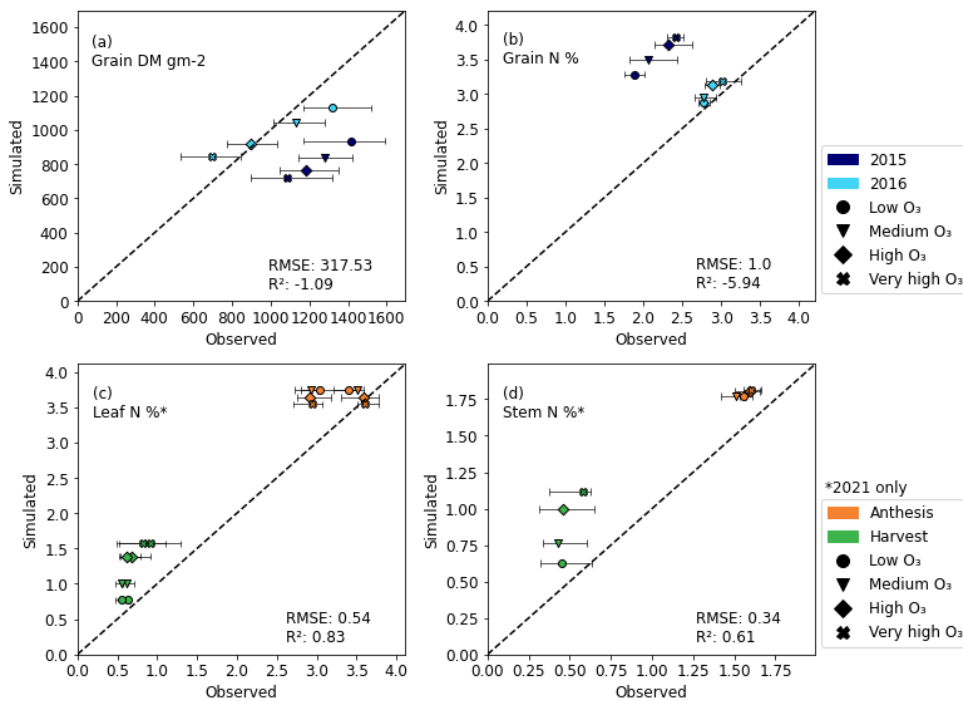 (a)
Grain DM gm-2
1600
1400
1200
1000
800
600
400
200
0
Simulated
RMSE: 317.53
R²: -1.09
0 200 400 600 800 1000 1200 1400 1600
Observed
(b)
Grain N %
4.0
3.5
3.0
2.5
2.0
1.5
1.0
0.5
0.0
Simulated
RMSE: 1.0
R²: -5.94
0.0 0.5 1.0 1.5 2.0 2.5 3.0 3.5 4.0
Observed
2015
2016
Low O₃
Medium O₃
High O₃
Very high O₃
(c)
Leaf N %*
4.0
3.5
3.0
2.5
2.0
1.5
1.0
0.5
0.0
Simulated
RMSE: 0.54
R²: 0.83
0.0 0.5 1.0 1.5 2.0 2.5 3.0 3.5 4.0
Observed
(d)
Stem N %*
1.75
1.50
1.25
1.00
0.75
0.50
0.25
0.00
Simulated
RMSE: 0.34
R²: 0.61
0.00 0.25 0.50 0.75 1.00 1.25 1.50 1.75
Observed
*2021 only
Anthesis
Harvest
Low O₃
Medium O₃
High O₃
Very high O₃